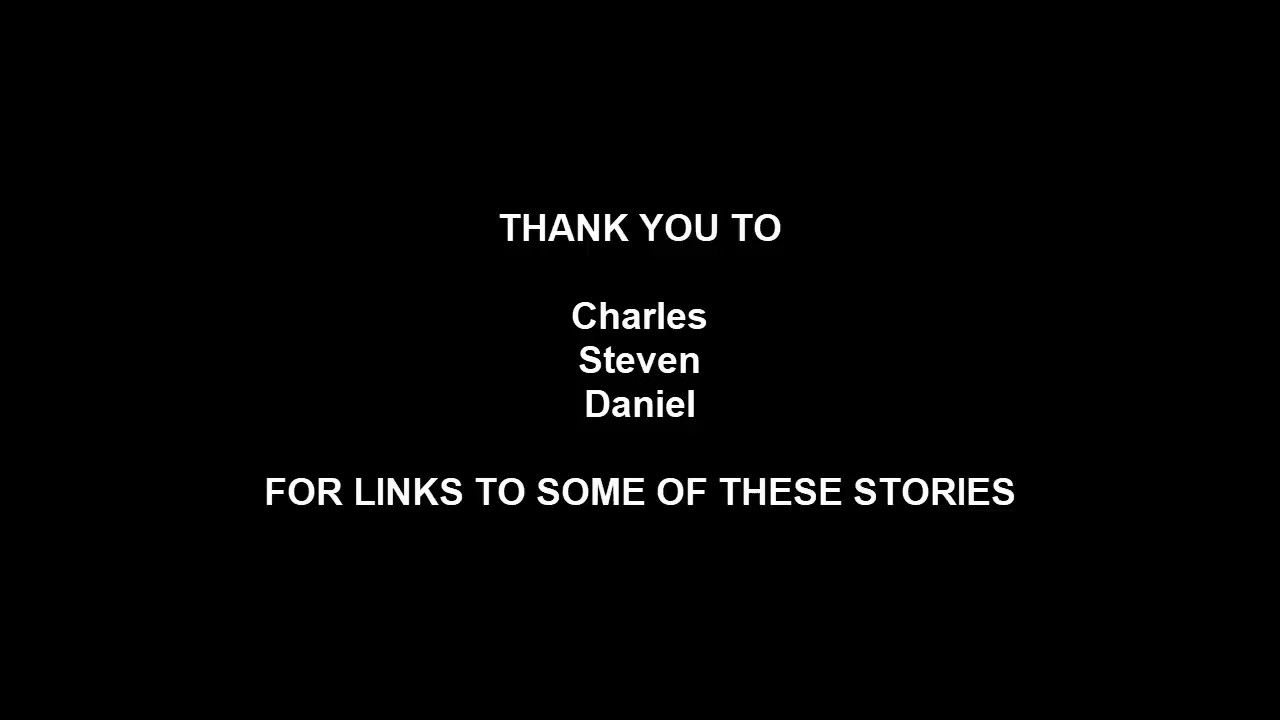 THANK YOU TO
Charles
Steven
Daniel
FOR LINKS TO SOME OF THESE STORIES